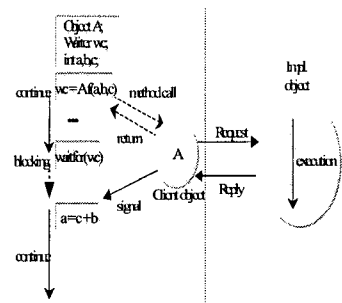 Object A;
Waiter wc;
int a,b,c;
continue
wc=A.f(a,b,c)
method call
...
return
blocking
waitfor(wc)
A
Client object
signal
a=c+b
continue
Request
Reply
Impl.
object
execution